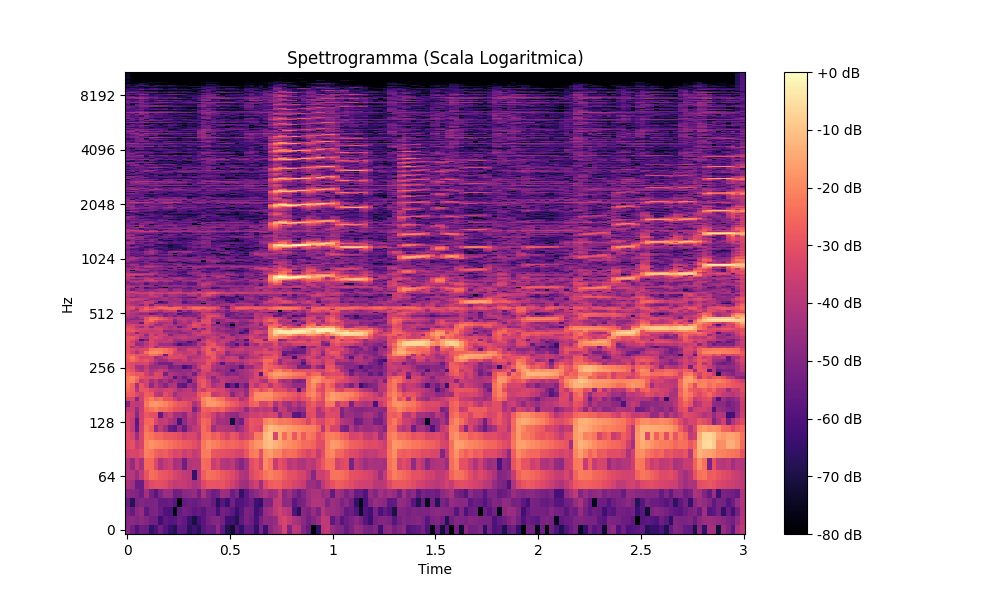 Spettrogramma (Scala Logaritmica)
8192
4096
2048
1024
512
256
128
64
0
Hz
0
0.5
1
1.5
2
2.5
3
Time
+0 dB
-10 dB
-20 dB
-30 dB
-40 dB
-50 dB
-60 dB
-70 dB
-80 dB